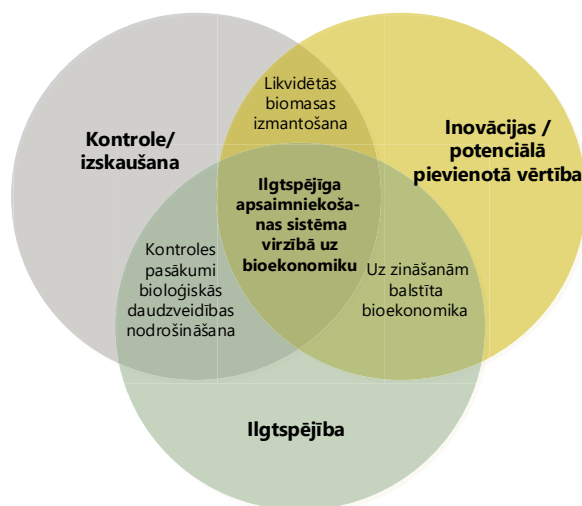 Likvidētās
biomasas
izmantošana
Kontrole/
izskaušana
Inovācijas /
potenciālā
pievienotā vērtība
Ilgtspējīga
apsaimniekoša-
nas sistēma
virzībā uz
bioekonomiku
Kontroles
pasākumi
bioloģiskās
daudzveidības
nodrošināšana
Uz zināšanām
balstīta
bioekonomika
Ilgtspējība